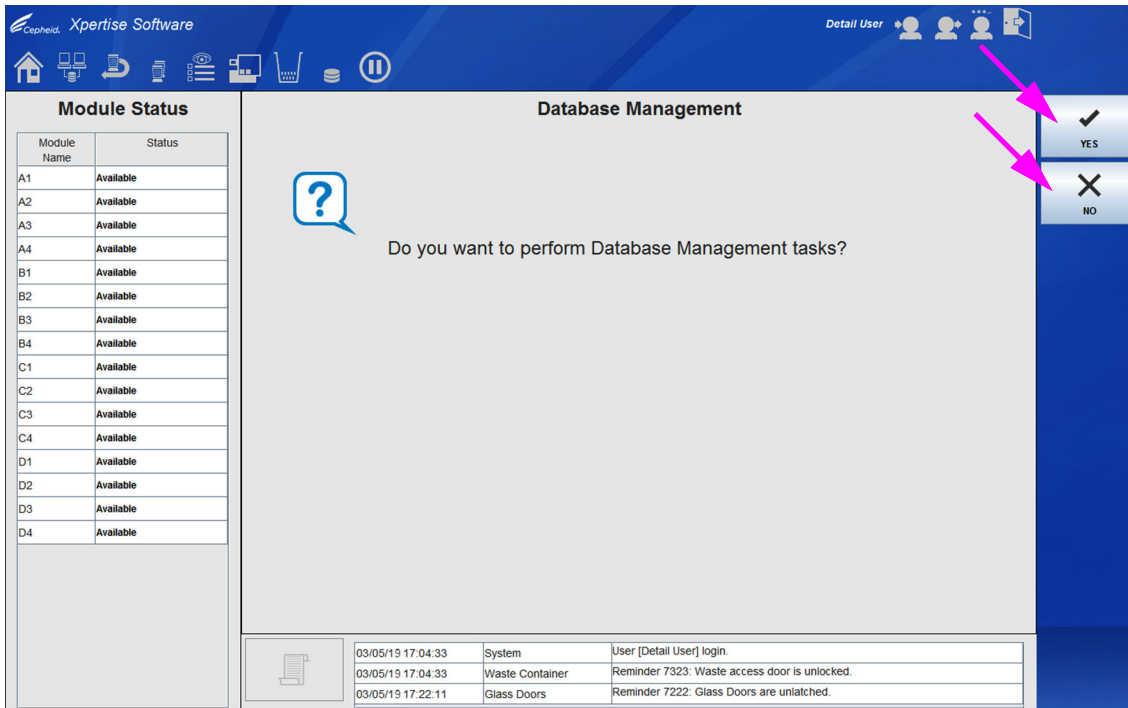 Cepheid. Xpertise Software
Detail User
Module Status
Database Management
Module Name Status
A1 Available
A2 Available
A3 Available
A4 Available
B1 Available
B2 Available
B3 Available
B4 Available
C1 Available
C2 Available
C3 Available
C4 Available
D1 Available
D2 Available
D3 Available
D4 Available
?
Do you want to perform Database Management tasks?
YES
NO
03/05/19 17:04:33 System User [Detail User] login.
03/05/19 17:04:33 Waste Container Reminder 7323: Waste access door is unlocked.
03/05/19 17:22:11 Glass Doors Reminder 7222: Glass Doors are unlatched.